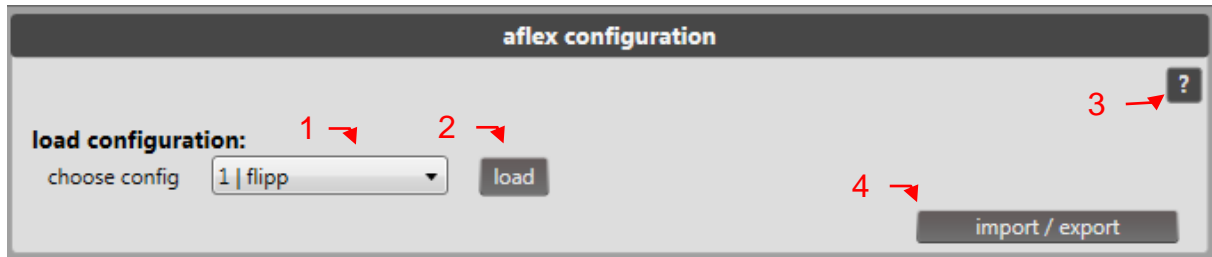 aflex configuration
?
3
load configuration:
1
2
choose config
1 | flipp
load
4
import / export